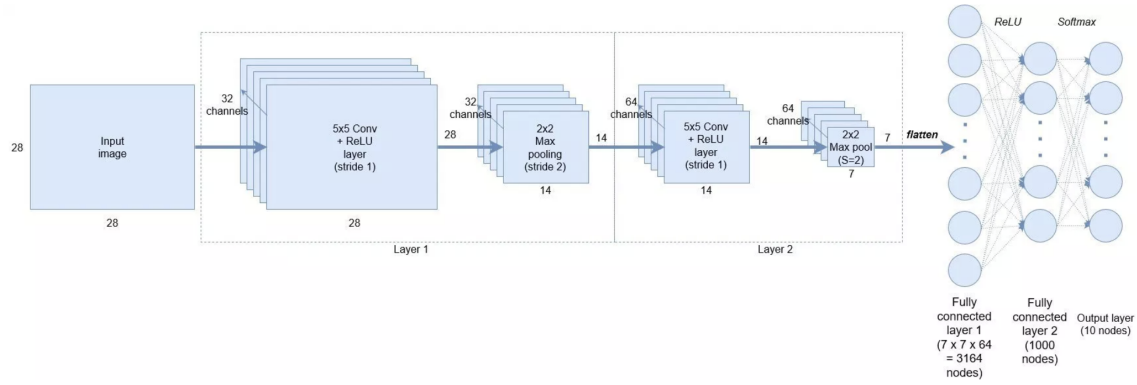 Input
image
28
28
32
channels
5x5 Conv
+ ReLU
layer
(stride 1)
28
28
32
channels
2x2
Max
pooling
(stride 2)
14
14
Layer 1
64
channels
5x5 Conv
+ ReLU
layer
(stride 1)
14
14
64
channels
2x2
Max pool
(S=2)
7
7
Layer 2
flatten
ReLU
Softmax
Fully
connected
layer 1
(7 x 7 x 64
= 3164
nodes)
Fully
connected
layer 2
(1000
nodes)
Output layer
(10 nodes)